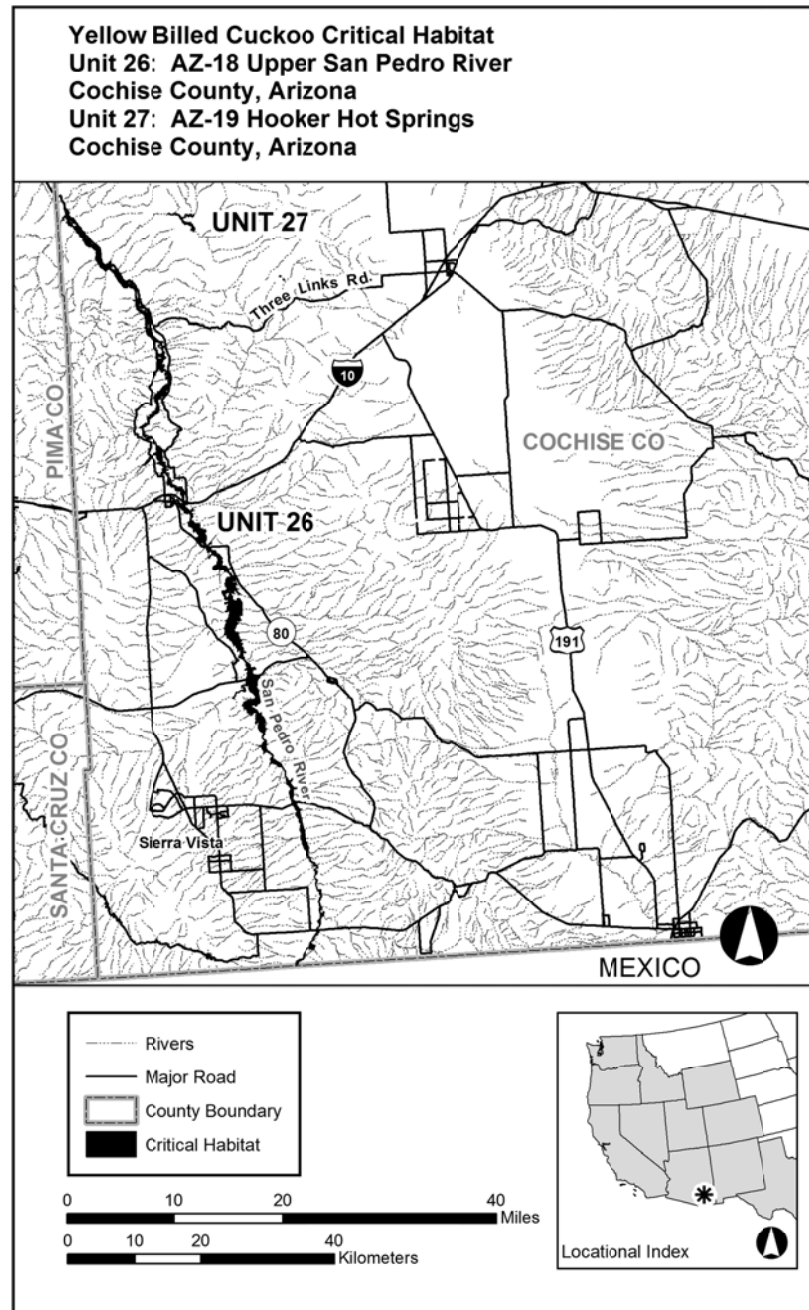 Yellow Billed Cuckoo Critical Habitat
Unit 26: AZ-18 Upper San Pedro River
Cochise County, Arizona
Unit 27: AZ-19 Hooker Hot Springs
Cochise County, Arizona
UNIT 27
Three Links Rd.
10
PIMA CO
COCHISE CO
UNIT 26
80
191
San Pedro River
SANTA CRUZ CO
Sierra Vista
MEXICO
Rivers
Major Road
County Boundary
Critical Habitat
0 10 20 40
Miles
0 10 20 40
Kilometers
Locational Index